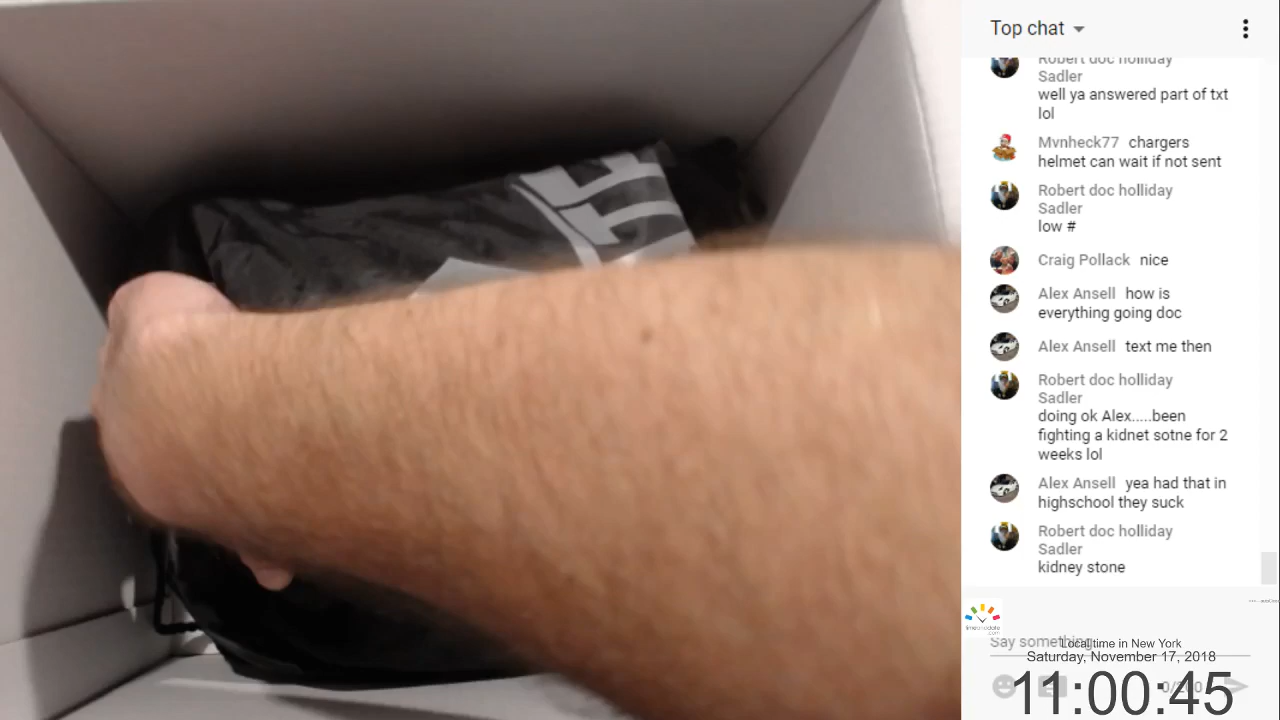 Top chat
Robert doc holliday
Sadler
well ya answered part of txt
lol
Mvnheck77 chargers
helmet can wait if not sent
Robert doc holliday
Sadler
low #
Craig Pollack nice
Alex Ansell how is
everything going doc
Alex Ansell text me then
Robert doc holliday
Sadler
doing ok Alex.....been
fighting a kidnet sotne for 2
weeks lol
Alex Ansell yea had that in
highschool they suck
Robert doc holliday
Sadler
kidney stone
Say something...
Local time in New York
Saturday, November 17, 2018
11:00:45